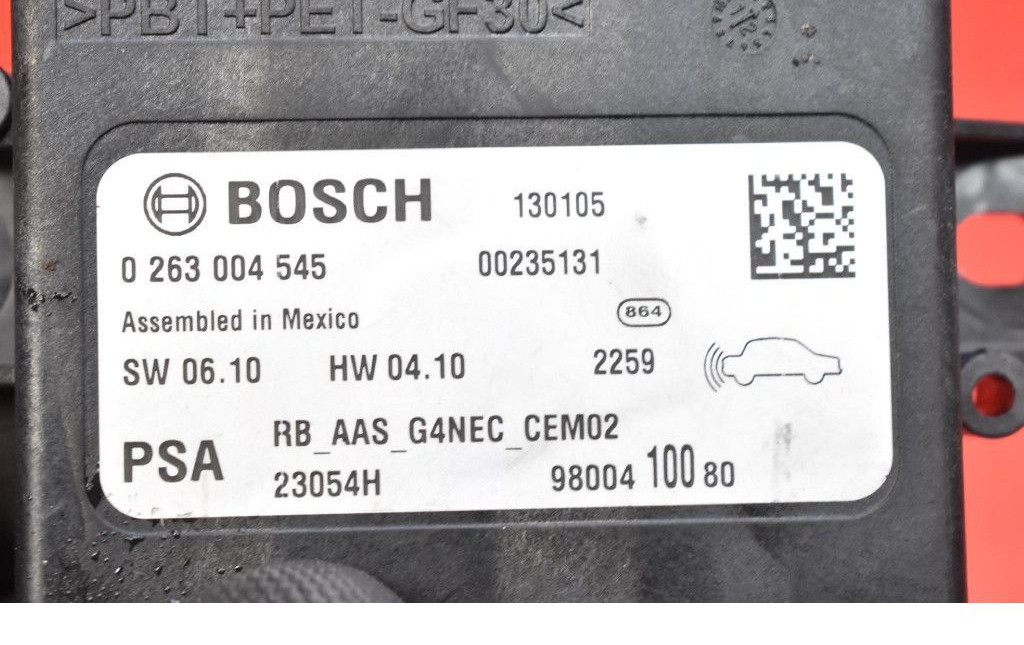 >PBT+PET-GF30<
12
BOSCH 130105
0 263 004 545 00235131
Assembled in Mexico 864
SW 06.10 HW 04.10 2259
PSA RB_AAS_G4NEC_CEM02
23054H 98004 100 80